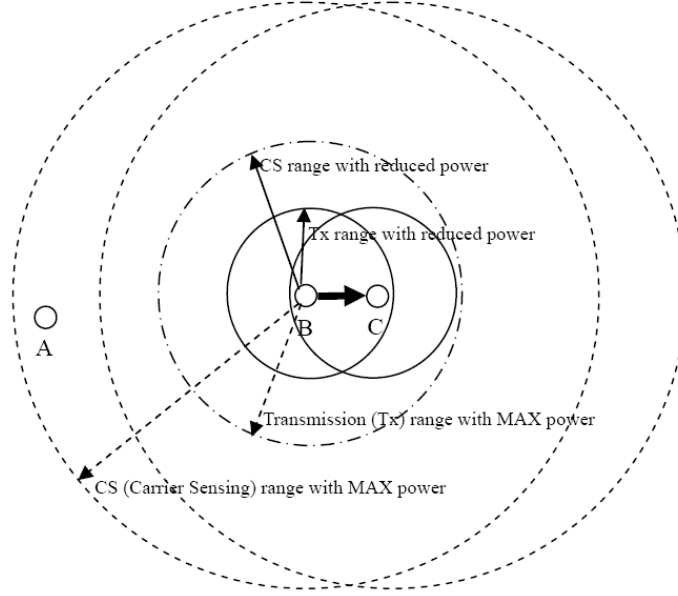 CS range with reduced power
Tx range with reduced power
B
C
A
Transmission (Tx) range with MAX power
CS (Carrier Sensing) range with MAX power